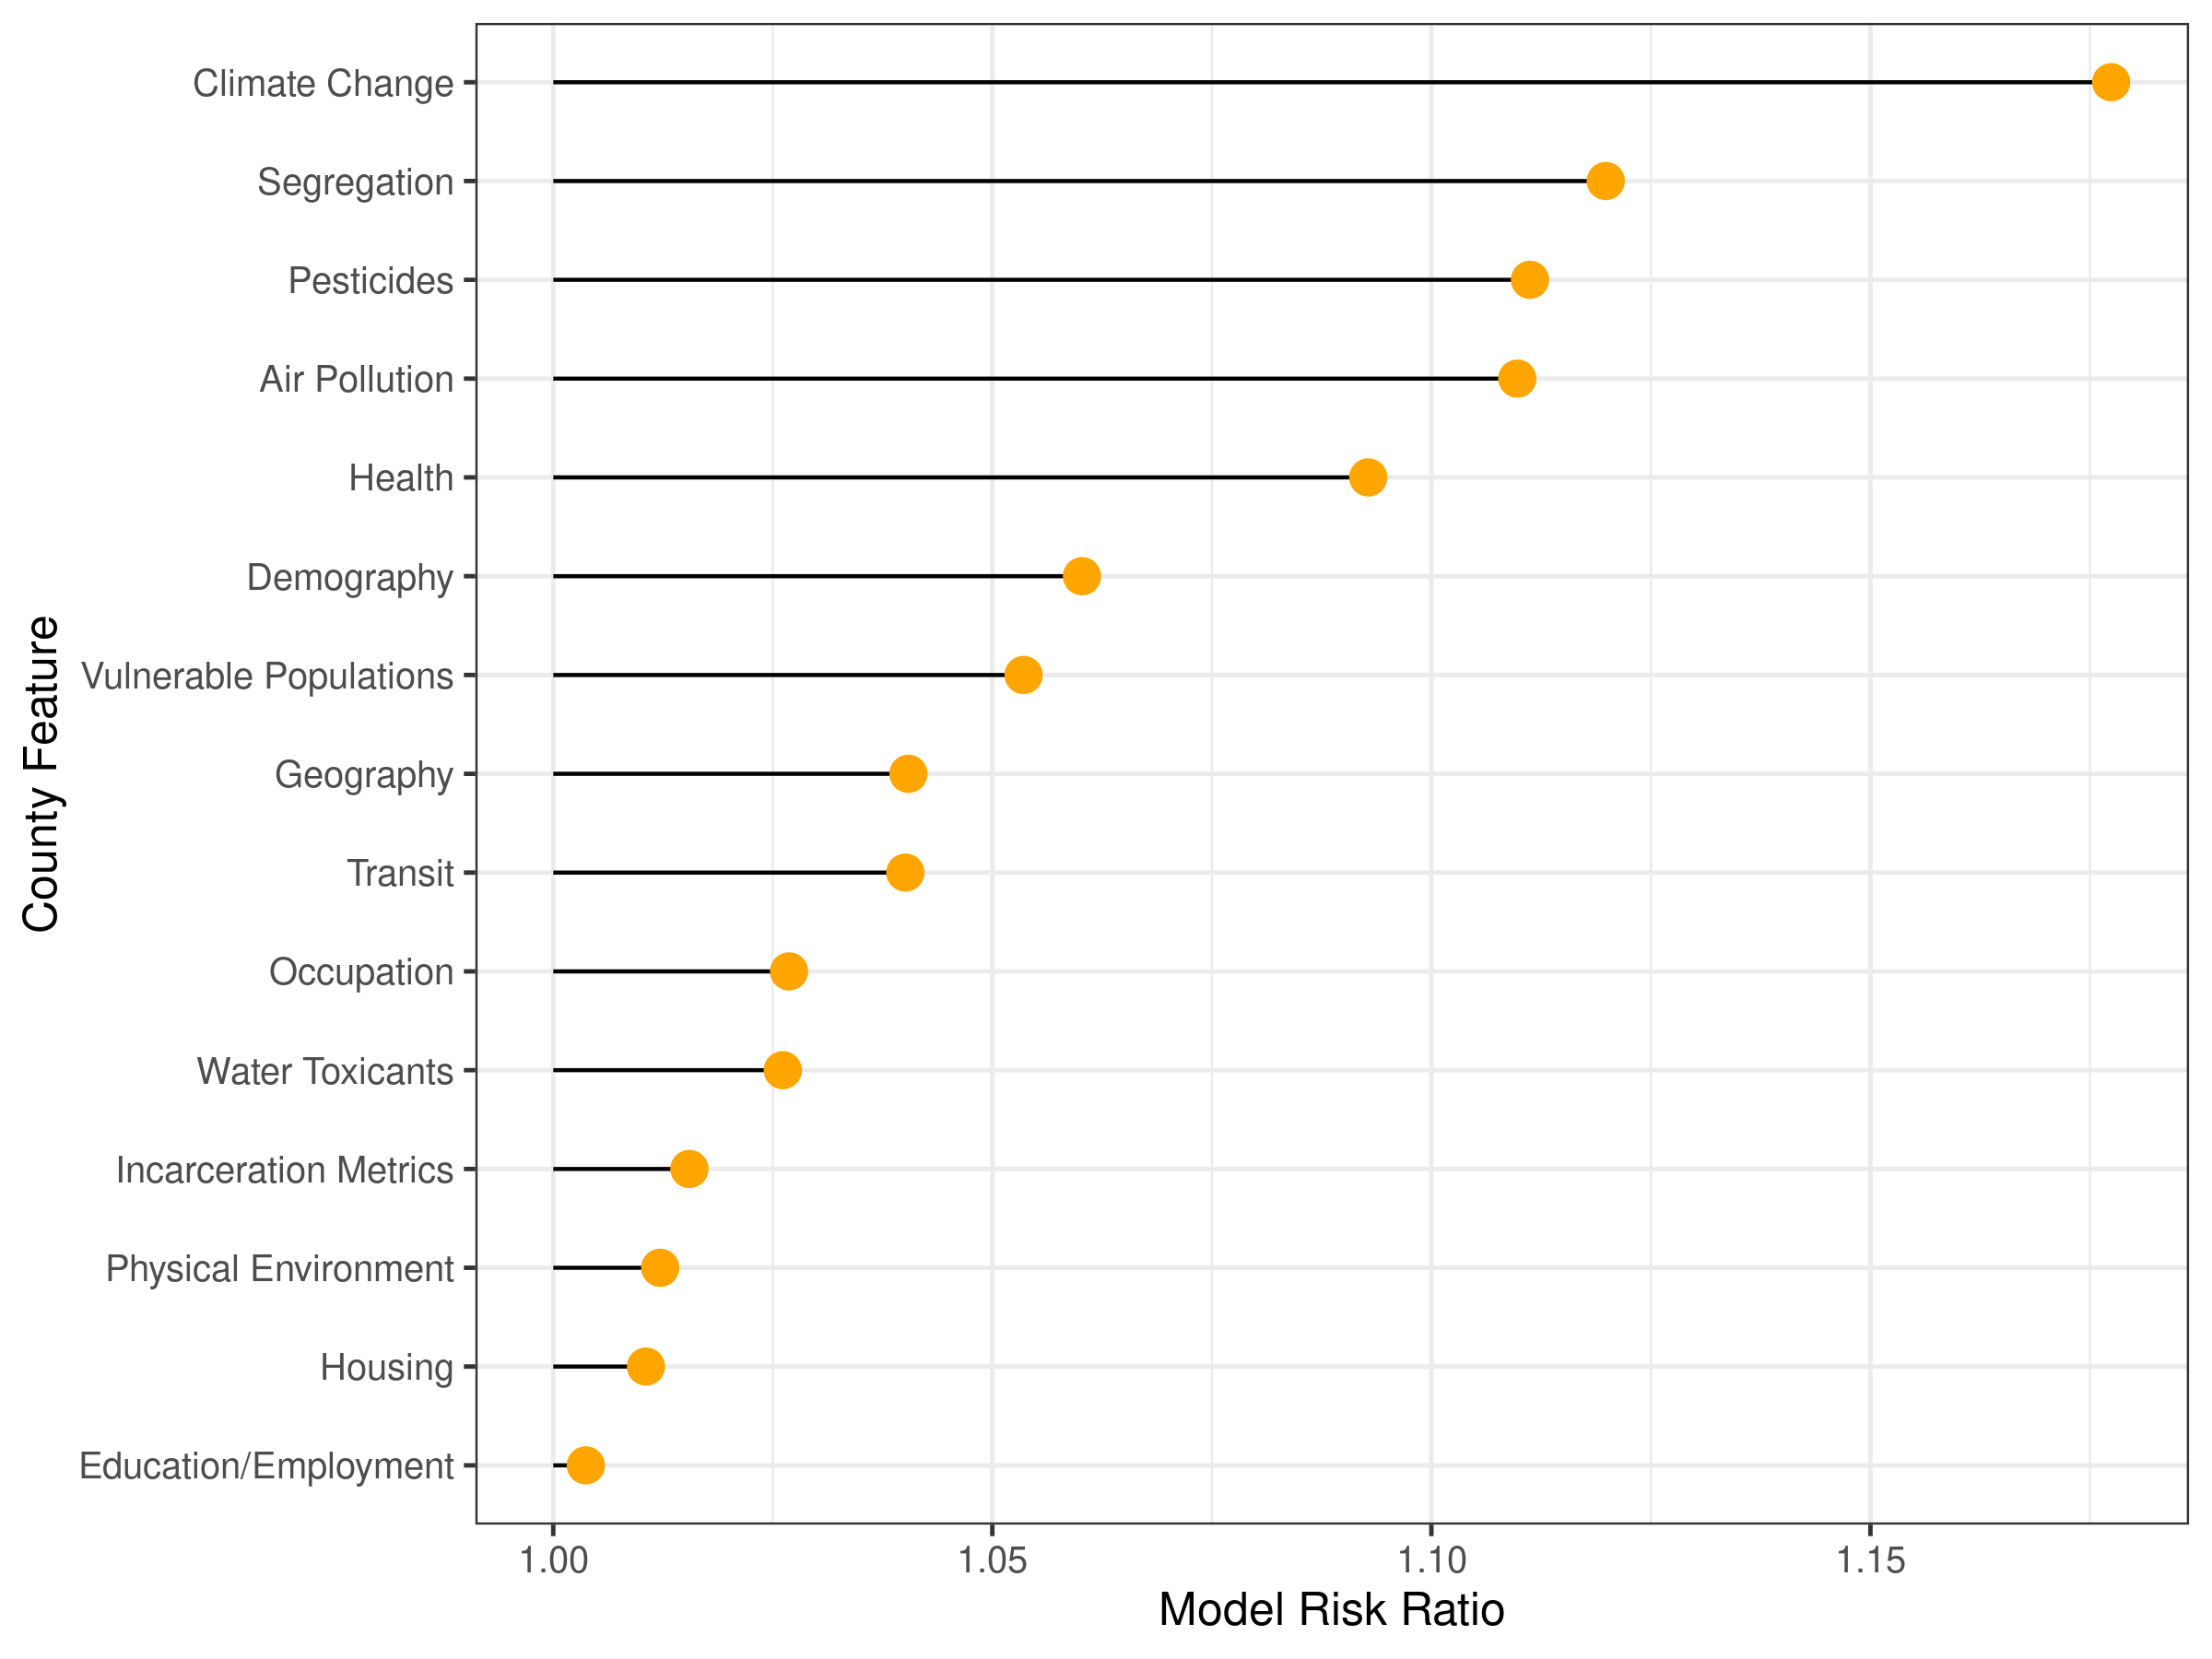 Climate Change
Segregation
Pesticides
Air Pollution
Health
Demography
Vulnerable Populations
Geography
Transit
Occupation
Water Toxicants
Incarceration Metrics
Physical Environment
Housing
Education/Employment
County Feature
1.00 1.05 1.10 1.15
Model Risk Ratio